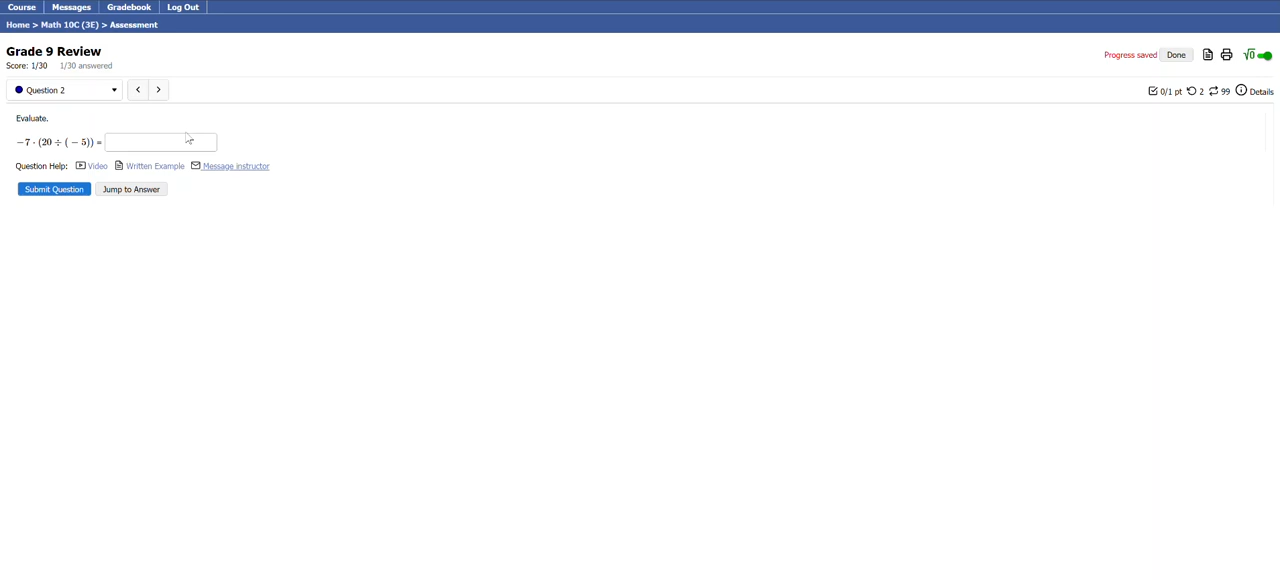 Course Messages Gradebook Log Out
Home > Math 10C (3E) > Assessment
Grade 9 Review
Score: 1/30 1/30 answered
Progress saved Done √0
Question 2 ▼ < >
0/1 pt 2 99 Details
Evaluate.
−7 · (20 ÷ ( − 5)) =
Question Help: Video Written Example Message instructor
Submit Question Jump to Answer